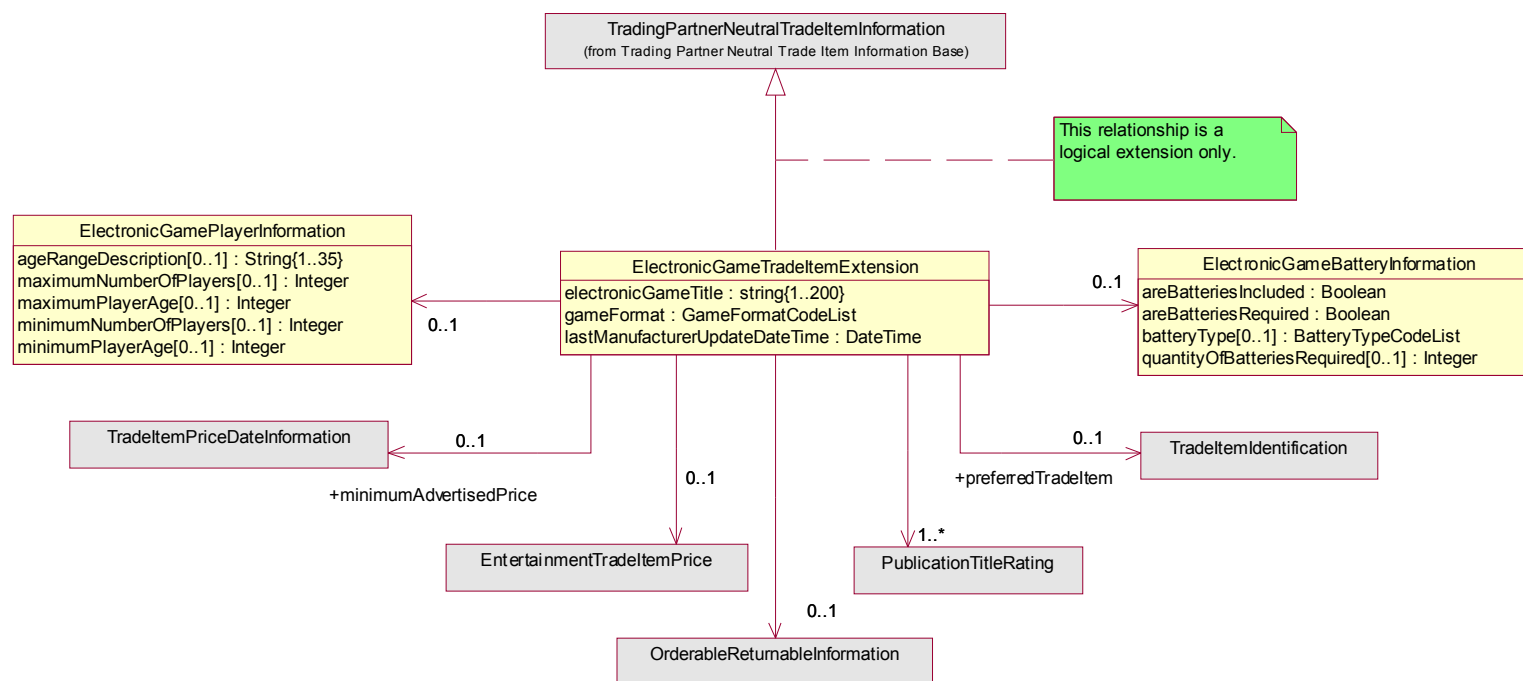 TradingPartnerNeutralTradeItemInformation
(from Trading Partner Neutral Trade Item Information Base)
This relationship is a
logical extension only.
ElectronicGamePlayerInformation
ageRangeDescription[0..1] : String{1..35}
maximumNumberOfPlayers[0..1] : Integer
maximumPlayerAge[0..1] : Integer
minimumNumberOfPlayers[0..1] : Integer
minimumPlayerAge[0..1] : Integer
0..1
ElectronicGameTradeItemExtension
electronicGameTitle : string{1..200}
gameFormat : GameFormatCodeList
lastManufacturerUpdateDateTime : DateTime
0..1
ElectronicGameBatteryInformation
areBatteriesIncluded : Boolean
areBatteriesRequired : Boolean
batteryType[0..1] : BatteryTypeCodeList
quantityOfBatteriesRequired[0..1] : Integer
TradeItemPriceDateInformation
0..1
+minimumAdvertisedPrice
0..1
EntertainmentTradeItemPrice
0..1
OrderableReturnableInformation
1..*
PublicationTitleRating
0..1
+preferredTradeItem
TradeItemIdentification